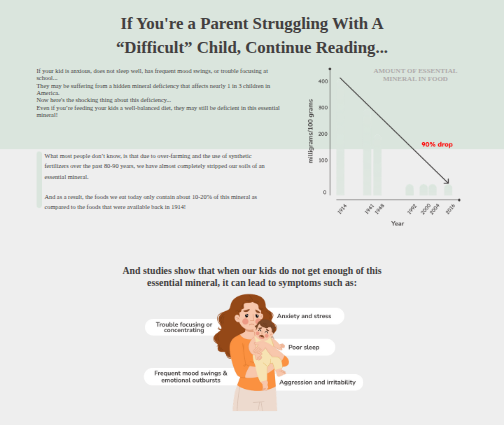 If You're a Parent Struggling With A
“Difficult” Child, Continue Reading...
If your kid is anxious, does not sleep well, has frequent mood swings, or trouble focusing at
school...
They may be suffering from a hidden mineral deficiency that affects nearly 1 in 3 children in
America.
Now here's the shocking thing about this deficiency...
Even if you're feeding your kids a well-balanced diet, they may still be deficient in this essential
mineral!
What most people don't know, is that due to over-farming and the use of synthetic
fertilizers over the past 80-90 years, we have almost completely stripped our soils of an
essential mineral.
And as a result, the foods we eat today only contain about 10-20% of this mineral as
compared to the foods that were available back in 1914!
AMOUNT OF ESSENTIAL
MINERAL IN FOOD
milligrams/100 grams
400
300
200
100
0
90% drop
1914
1948
1992
2000
Year
And studies show that when our kids do not get enough of this
essential mineral, it can lead to symptoms such as:
Anxiety and stress
Trouble focusing or
concentrating
Poor sleep
Frequent mood swings &
emotional outbursts
Aggression and irritability